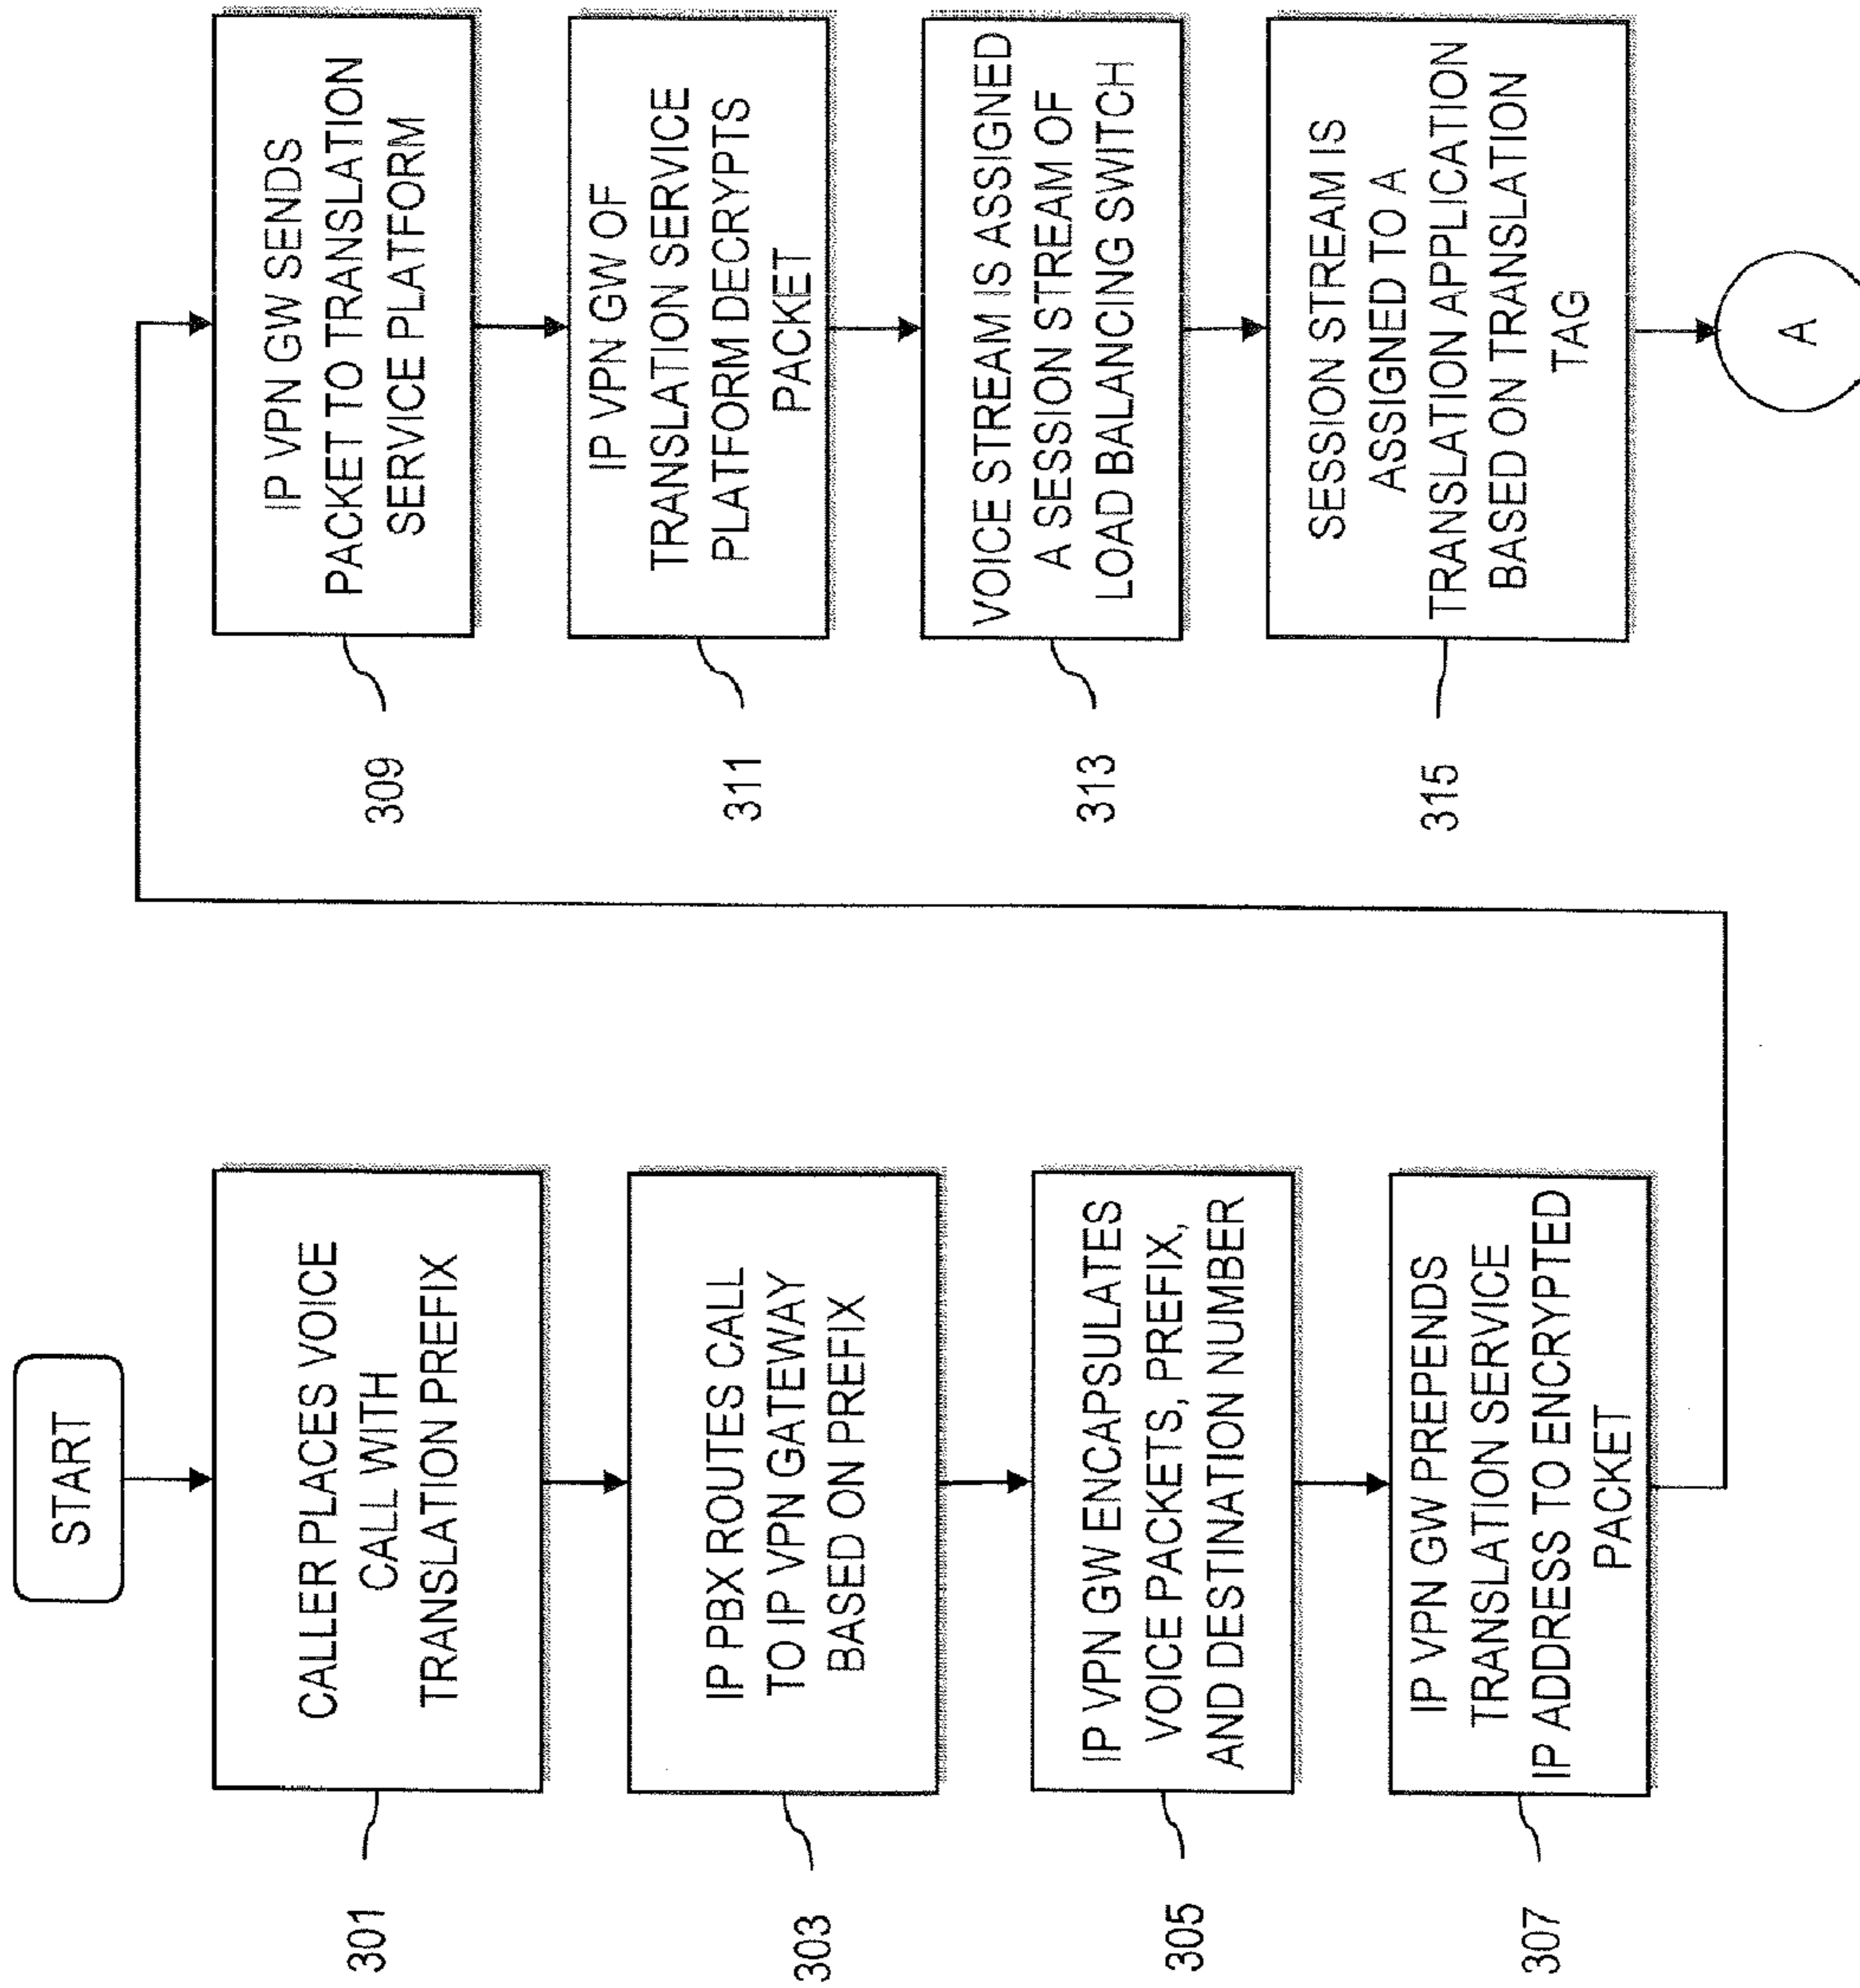 START
CALLER PLACES VOICE
CALL WITH
TRANSLATION PREFIX
301
IP PBX ROUTES CALL
TO IP VPN GATEWAY
BASED ON PREFIX
303
IP VPN GW ENCAPSULATES
VOICE PACKETS, PREFIX,
AND DESTINATION NUMBER
305
IP VPN GW PREPENDS
TRANSLATION SERVICE
IP ADDRESS TO ENCRYPTED
PACKET
307
IP VPN GW SENDS
PACKET TO TRANSLATION
SERVICE PLATFORM
309
IP VPN GW OF
TRANSLATION SERVICE
PLATFORM DECRYPTS
PACKET
311
VOICE STREAM IS ASSIGNED
A SESSION STREAM OF
LOAD BALANCING SWITCH
313
SESSION STREAM IS
ASSIGNED TO A
TRANSLATION APPLICATION
BASED ON TRANSLATION
TAG
315
A